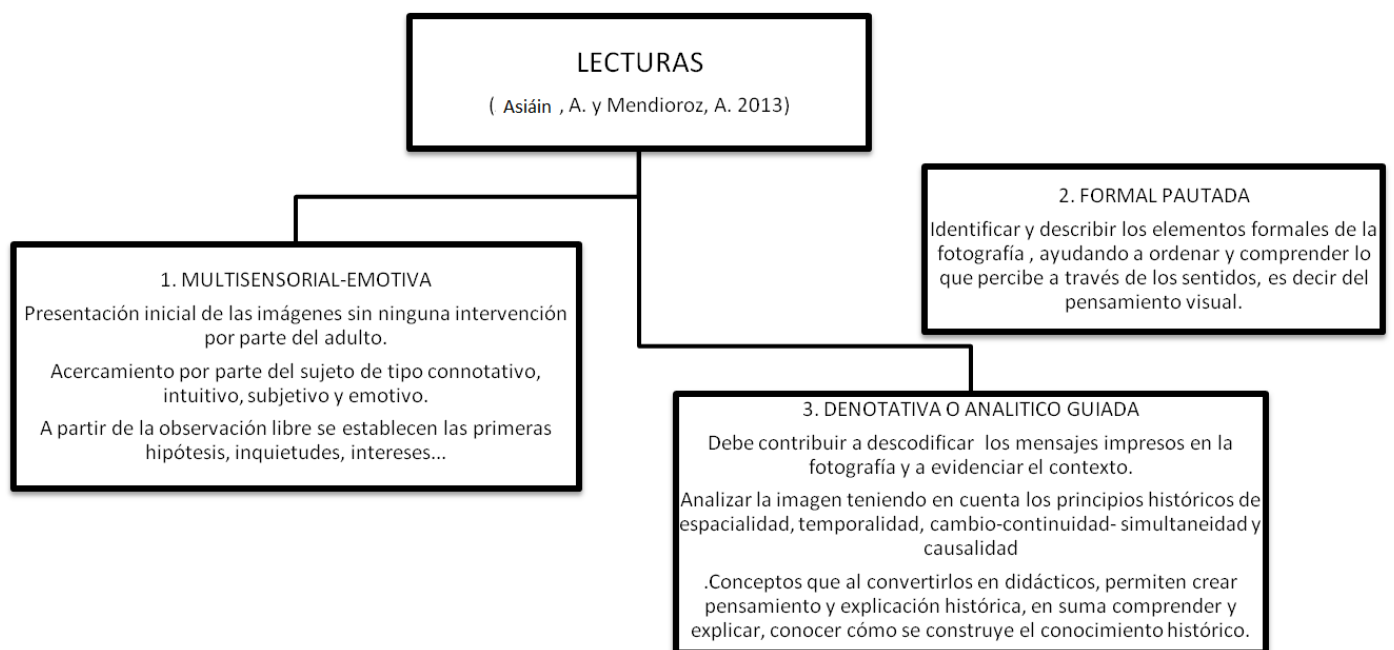 LECTURAS
( Asiáin , A. y Mendioroz, A. 2013)
1. MULTISENSORIAL-EMOTIVA
Presentación inicial de las imágenes sin ninguna intervención
por parte del adulto.
Acercamiento por parte del sujeto de tipo connotativo,
intuitivo, subjetivo y emotivo.
A partir de la observación libre se establecen las primeras
hipótesis, inquietudes, intereses...
2. FORMAL PAUTADA
Identificar y describir los elementos formales de la
fotografía , ayudando a ordenar y comprender lo
que percibe a través de los sentidos, es decir del
pensamiento visual.
3. DENOTATIVA O ANALITICO GUIADA
Debe contribuir a descodificar los mensajes impresos en la
fotografía y a evidenciar el contexto.
Analizar la imagen teniendo en cuenta los principios históricos de
espacialidad, temporalidad, cambio-continuidad- simultaneidad y
causalidad
.Conceptos que al convertirlos en didácticos, permiten crear
pensamiento y explicación histórica, en suma comprender y
explicar, conocer cómo se construye el conocimiento histórico.